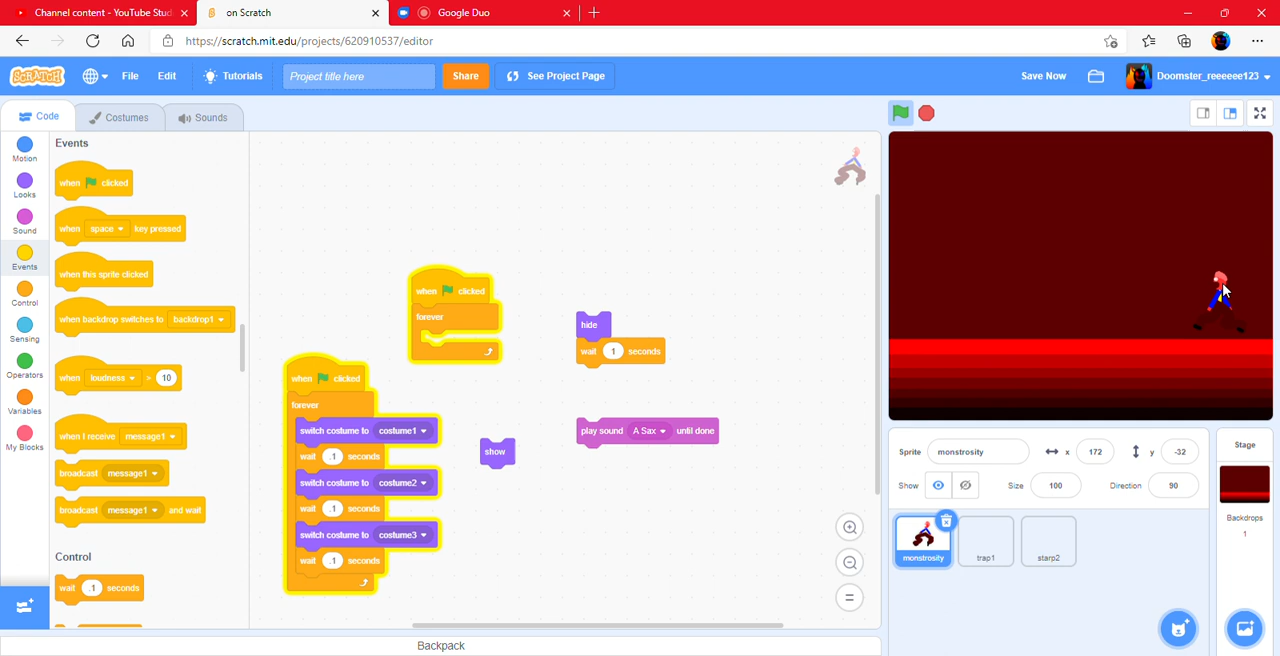 Channel content - YouTube Stud
on Scratch
Google Duo
https://scratch.mit.edu/projects/620910537/editor
SCRATCH
File
Edit
Tutorials
Project title here
Share
See Project Page
Save Now
Doomster_reeeeee123
Code
Costumes
Sounds
Motion
Looks
Sound
Events
Control
Sensing
Operators
Variables
My Blocks
Events
when clicked
when space key pressed
when this sprite clicked
when backdrop switches to backdrop1
when loudness > 10
when I receive message1
broadcast message1
broadcast message1 and wait
Control
wait .1 seconds
when clicked
forever
when clicked
forever
switch costume to costume1
wait .1 seconds
switch costume to costume2
wait .1 seconds
switch costume to costume3
wait .1 seconds
hide
wait 1 seconds
show
play sound A Sax until done
Backpack
Sprite monstrosity x 172 y -32
Show Size 100 Direction 90
monstrosity
trap1
starp2
Stage
Backdrops
1